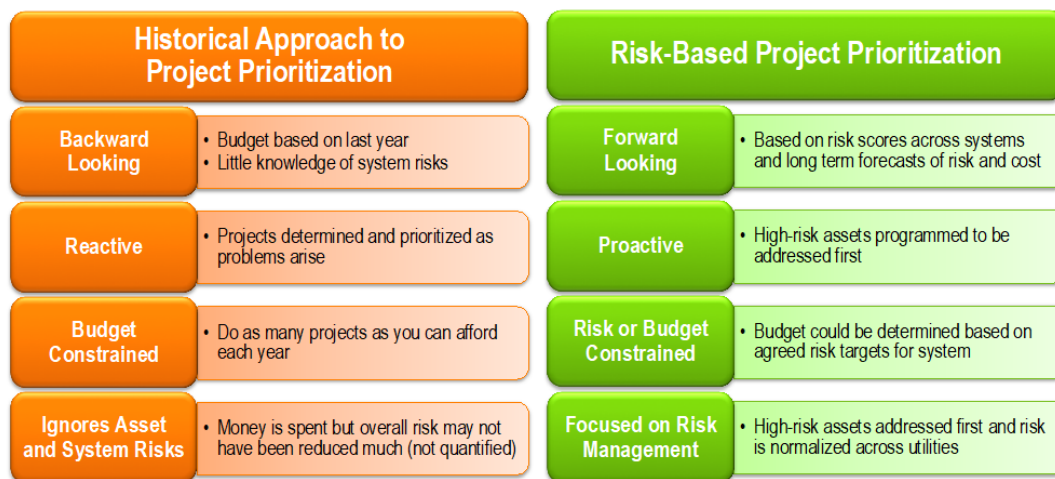 Historical Approach to
Project Prioritization
Backward
Looking
• Budget based on last year
• Little knowledge of system risks
Reactive
• Projects determined and prioritized as
problems arise
Budget
Constrained
• Do as many projects as you can afford
each year
Ignores Asset
and System Risks
• Money is spent but overall risk may not
have been reduced much (not quantified)
Risk-Based Project Prioritization
Forward
Looking
• Based on risk scores across systems
and long term forecasts of risk and cost
Proactive
• High-risk assets programmed to be
addressed first
Risk or Budget
Constrained
• Budget could be determined based on
agreed risk targets for system
Focused on Risk
Management
• High-risk assets addressed first and risk
is normalized across utilities